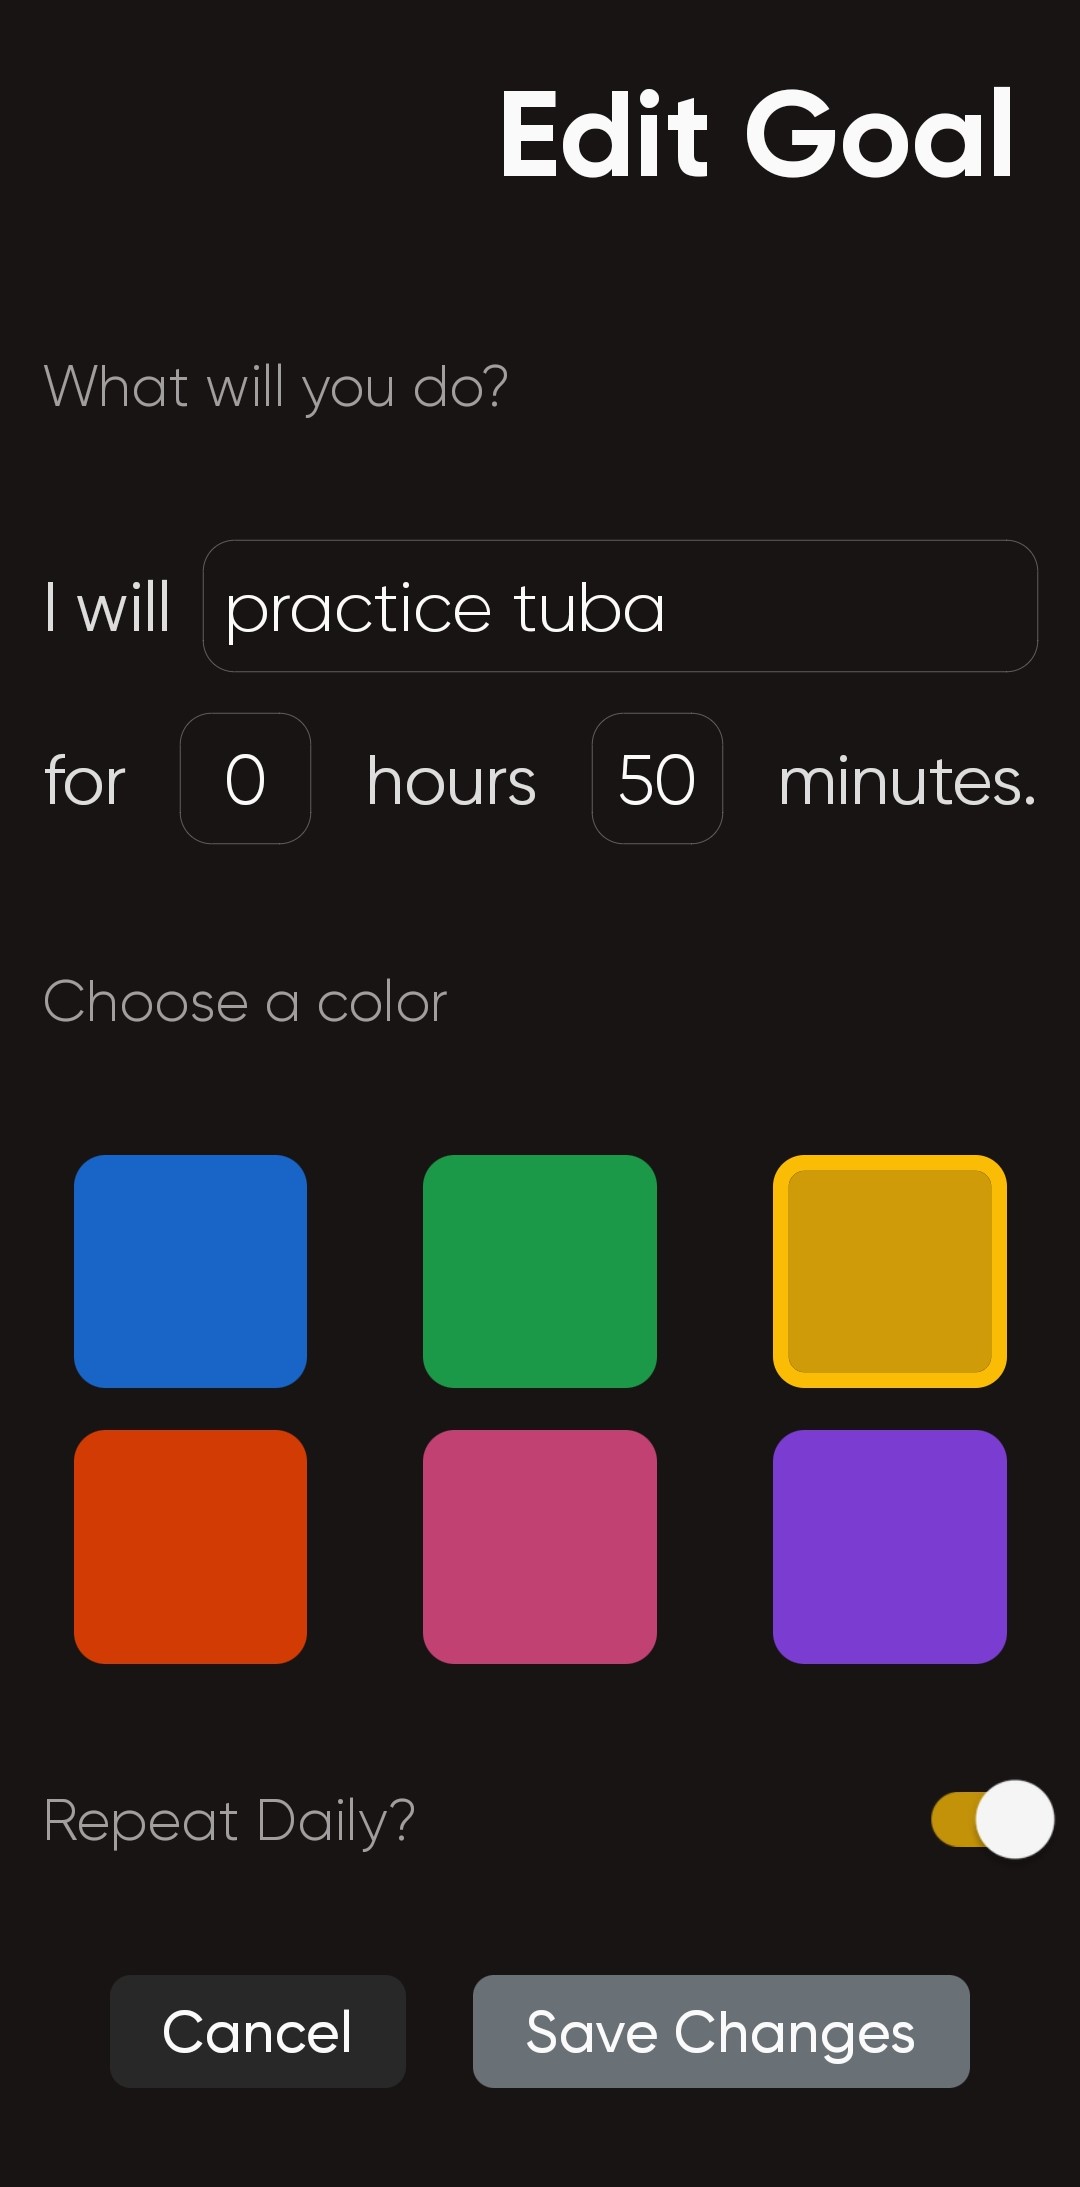 Edit Goal
What will you do?
I will practice tuba
for 0 hours 50 minutes.
Choose a color
Repeat Daily?
Cancel Save Changes